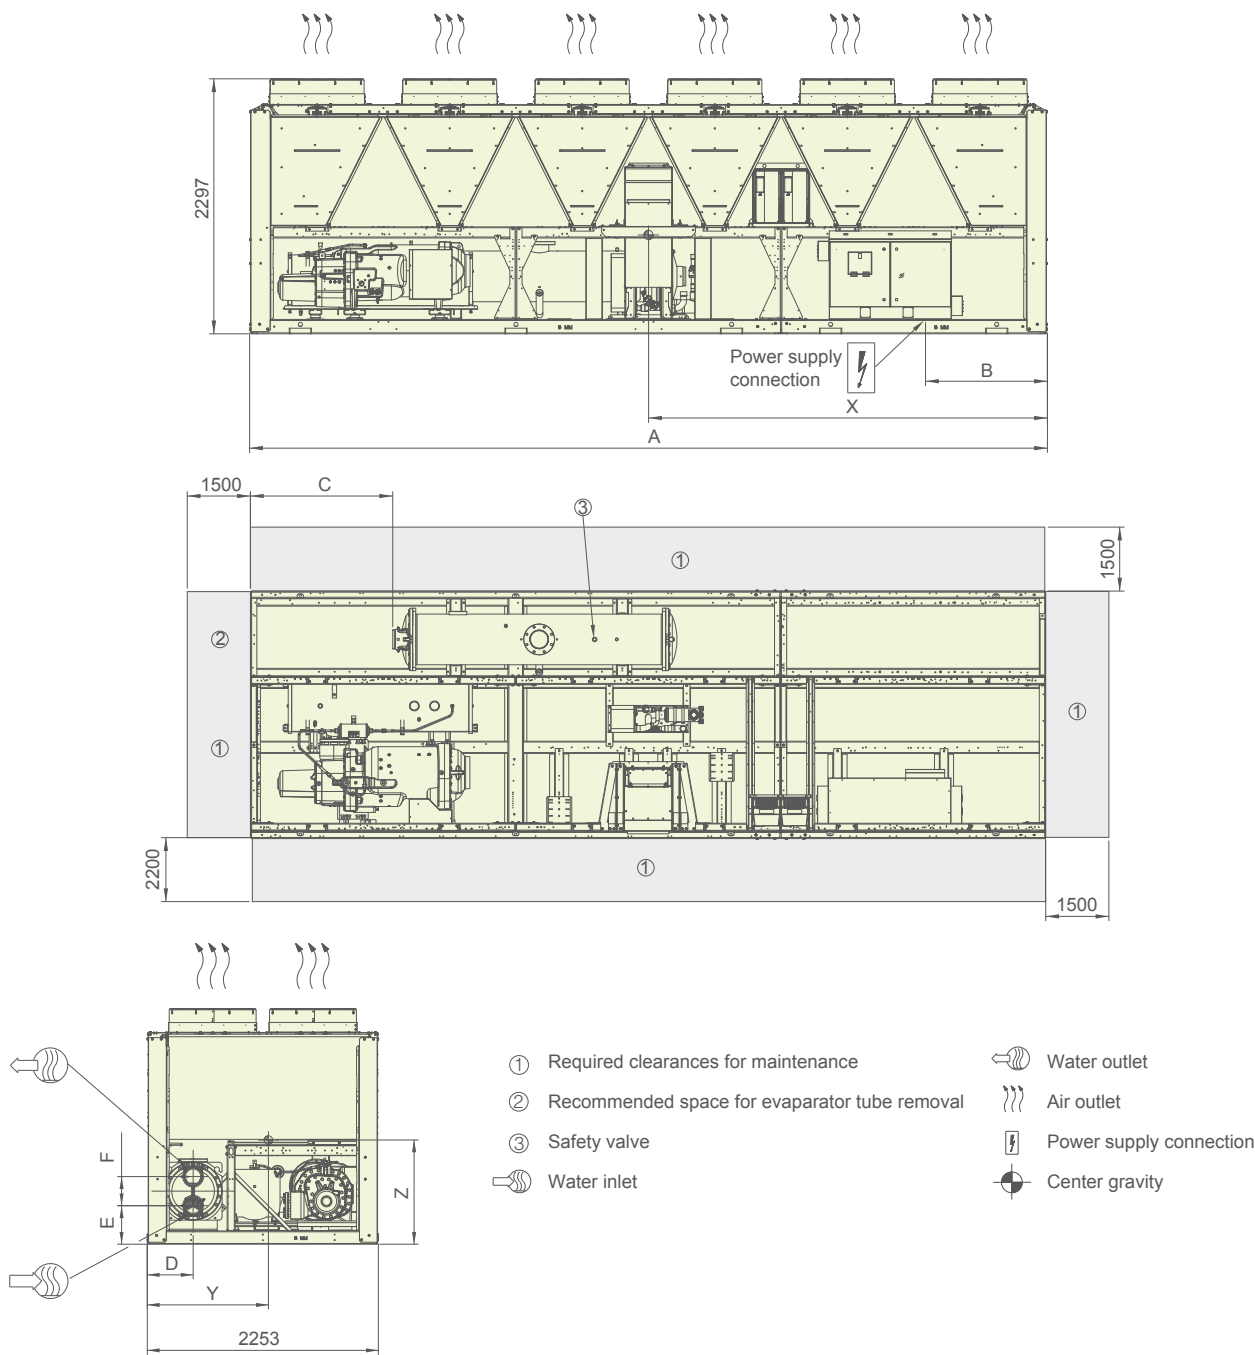 2297
Power supply
connection
B
X
A
1500
C
③
①
1500
②
①
①
2200
①
1500
F
E
Z
D
Y
2253
① Required clearances for maintenance
② Recommended space for evaparator tube removal
③ Safety valve
Water inlet
Water outlet
Air outlet
Power supply connection
Center gravity